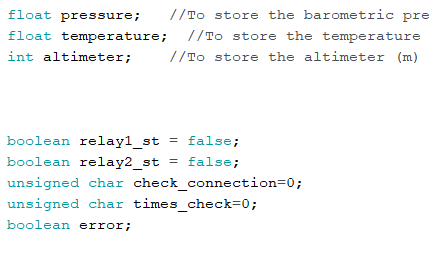 float pressure;   //To store the barometric pre
float temperature;  //To store the temperature
int altimeter;    //To store the altimeter (m)
boolean relay1_st = false;
boolean relay2_st = false;
unsigned char check_connection=0;
unsigned char times_check=0;
boolean error;